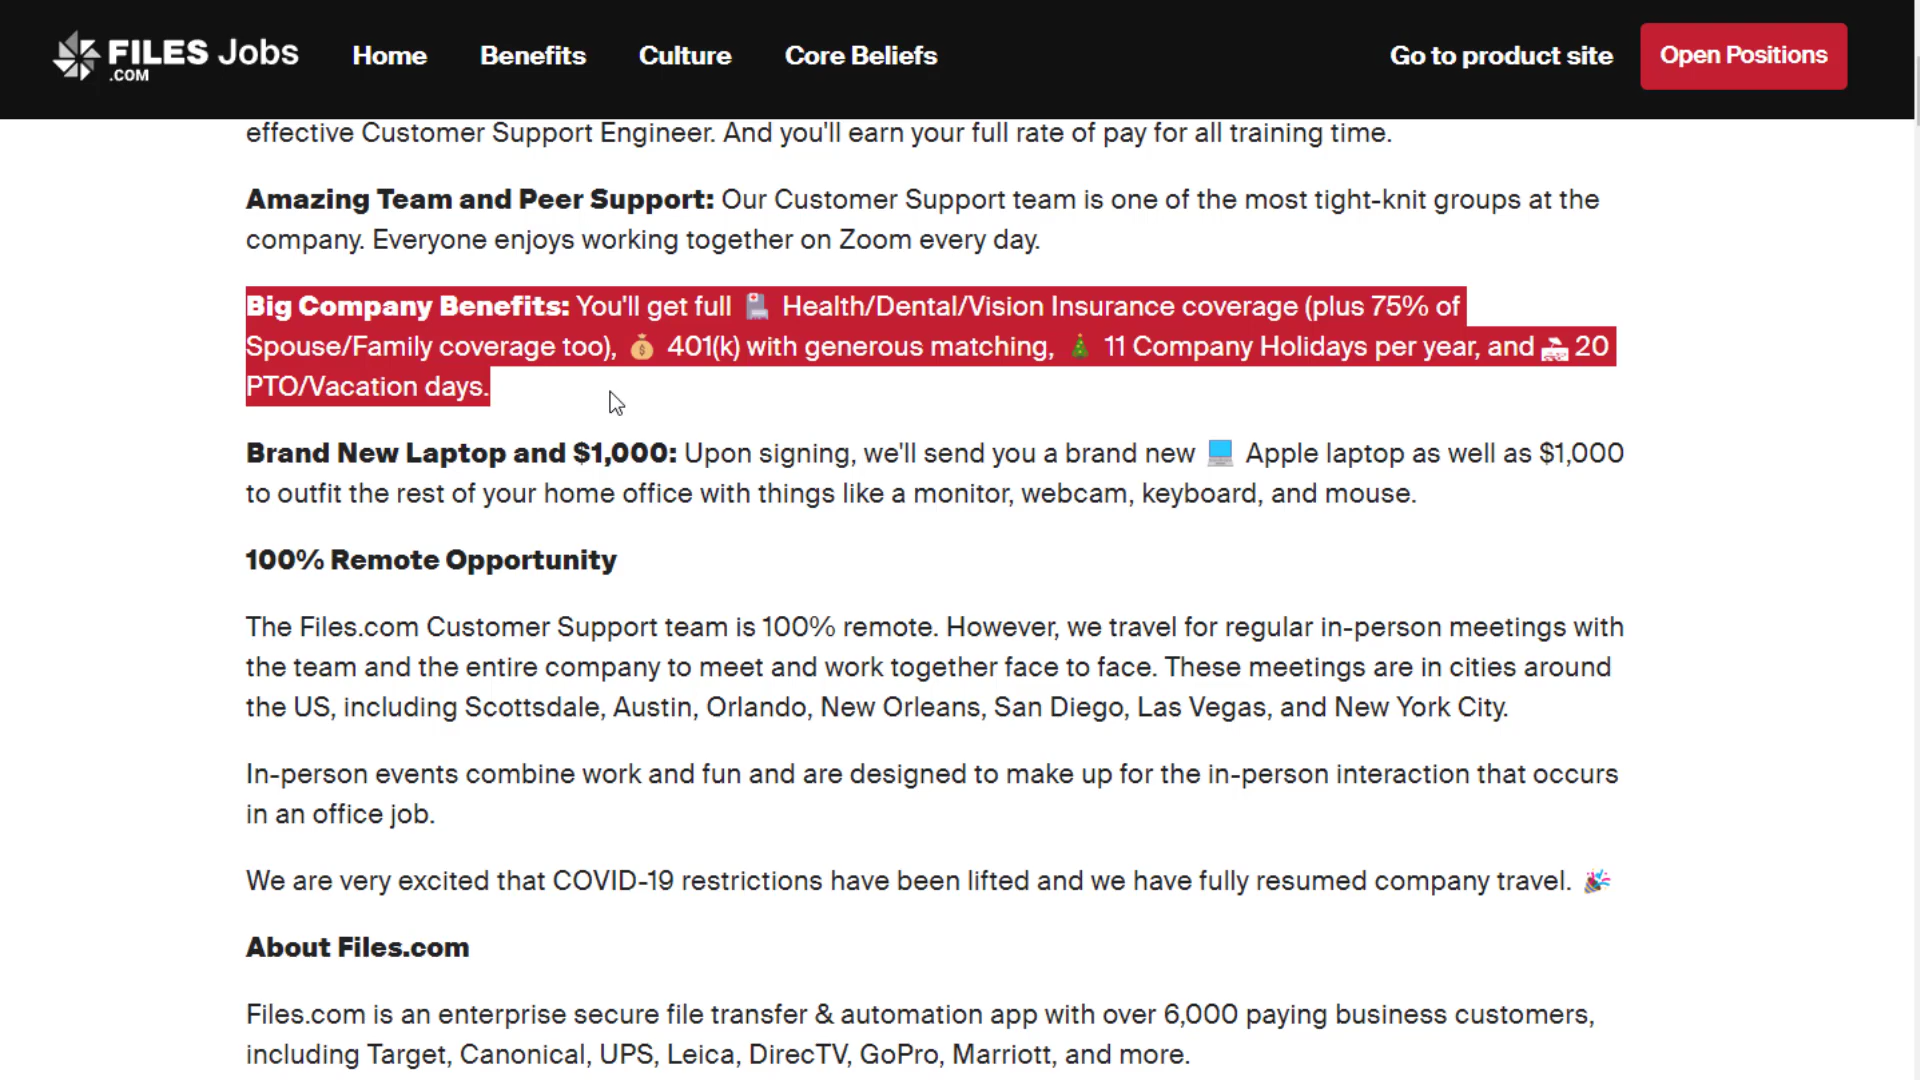 FILES Jobs
.COM
Home
Benefits
Culture
Core Beliefs
Go to product site
Open Positions
effective Customer Support Engineer. And you'll earn your full rate of pay for all training time.
Amazing Team and Peer Support: Our Customer Support team is one of the most tight-knit groups at the
company. Everyone enjoys working together on Zoom every day.
Big Company Benefits: You'll get full 🏥 Health/Dental/Vision Insurance coverage (plus 75% of
Spouse/Family coverage too), 💰 401(k) with generous matching, 🎄 11 Company Holidays per year, and 🏖 20
PTO/Vacation days.
Brand New Laptop and $1,000: Upon signing, we'll send you a brand new 💻 Apple laptop as well as $1,000
to outfit the rest of your home office with things like a monitor, webcam, keyboard, and mouse.
100% Remote Opportunity
The Files.com Customer Support team is 100% remote. However, we travel for regular in-person meetings with
the team and the entire company to meet and work together face to face. These meetings are in cities around
the US, including Scottsdale, Austin, Orlando, New Orleans, San Diego, Las Vegas, and New York City.
In-person events combine work and fun and are designed to make up for the in-person interaction that occurs
in an office job.
We are very excited that COVID-19 restrictions have been lifted and we have fully resumed company travel. 🎉
About Files.com
Files.com is an enterprise secure file transfer & automation app with over 6,000 paying business customers,
including Target, Canonical, UPS, Leica, DirecTV, GoPro, Marriott, and more.